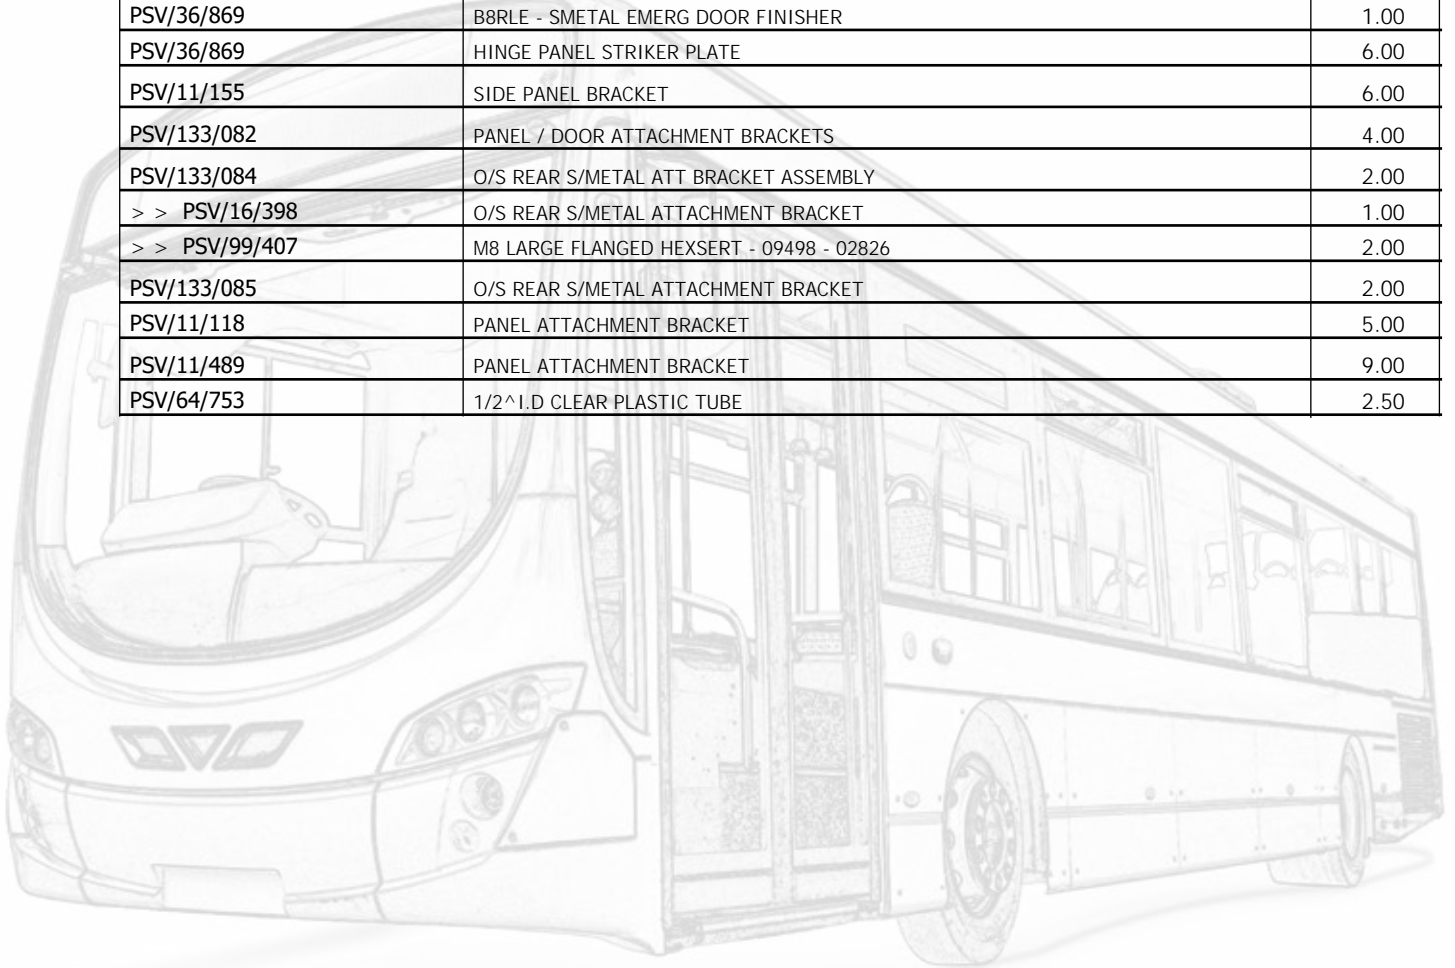 PSV/36/869 B8RLE - SMETAL EMERG DOOR FINISHER 1.00
PSV/36/869 HINGE PANEL STRIKER PLATE 6.00
PSV/11/155 SIDE PANEL BRACKET 6.00
PSV/133/082 PANEL / DOOR ATTACHMENT BRACKETS 4.00
PSV/133/084 O/S REAR S/METAL ATT BRACKET ASSEMBLY 2.00
> > PSV/16/398 O/S REAR S/METAL ATTACHMENT BRACKET 1.00
> > PSV/99/407 M8 LARGE FLANGED HEXSERT - 09498 - 02826 2.00
PSV/133/085 O/S REAR S/METAL ATTACHMENT BRACKET 2.00
PSV/11/118 PANEL ATTACHMENT BRACKET 5.00
PSV/11/489 PANEL ATTACHMENT BRACKET 9.00
PSV/64/753 1/2^I.D CLEAR PLASTIC TUBE 2.50